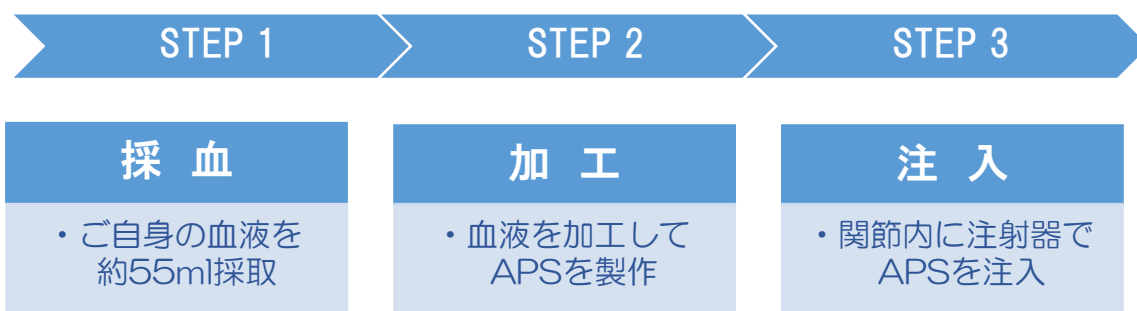 STEP 1
STEP 2
STEP 3
採 血
・ご自身の血液を
約55ml採取
加 工
・血液を加工して
APSを製作
注 入
・関節内に注射器で
APSを注入